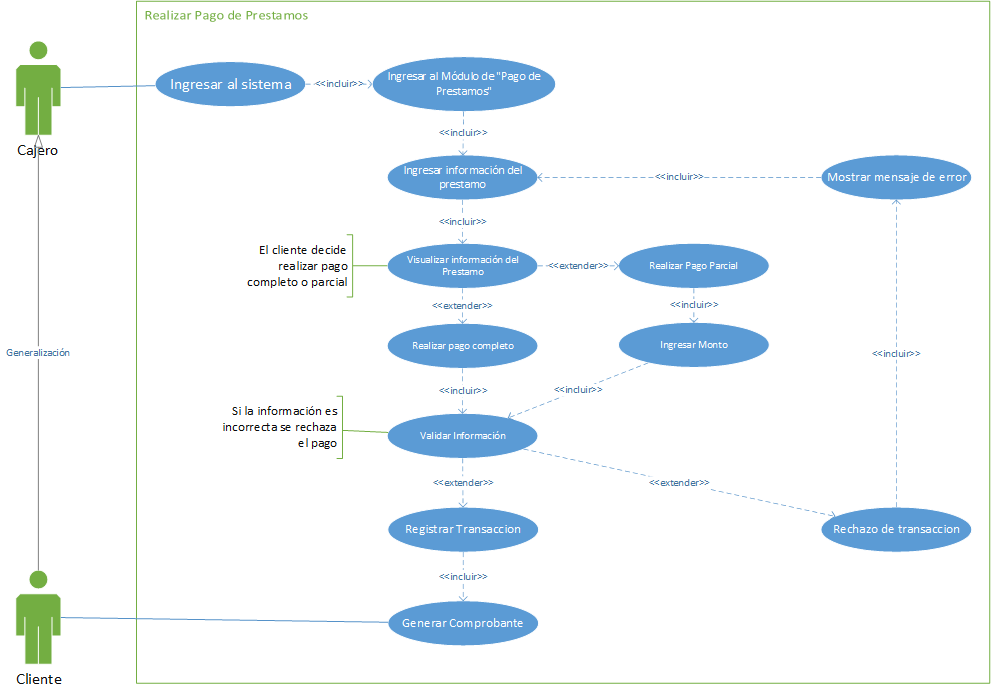 Realizar Pago de Prestamos
Cajero
Ingresar al sistema
<<incluir>>
Ingresar al Módulo de "Pago de
Prestamos"
<<incluir>>
Ingresar información del
prestamo
<<incluir>>
Mostrar mensaje de error
<<incluir>>
El cliente decide
realizar pago
completo o parcial
Visualizar información del
Prestamo
<<extender>>
Realizar Pago Parcial
<<extender>>
<<incluir>>
Realizar pago completo
Ingresar Monto
Generalización
<<incluir>>
<<incluir>>
<<incluir>>
Si la información es
incorrecta se rechaza
el pago
Validar Información
<<extender>>
<<extender>>
Registrar Transaccion
Rechazo de transaccion
<<incluir>>
Generar Comprobante
Cliente